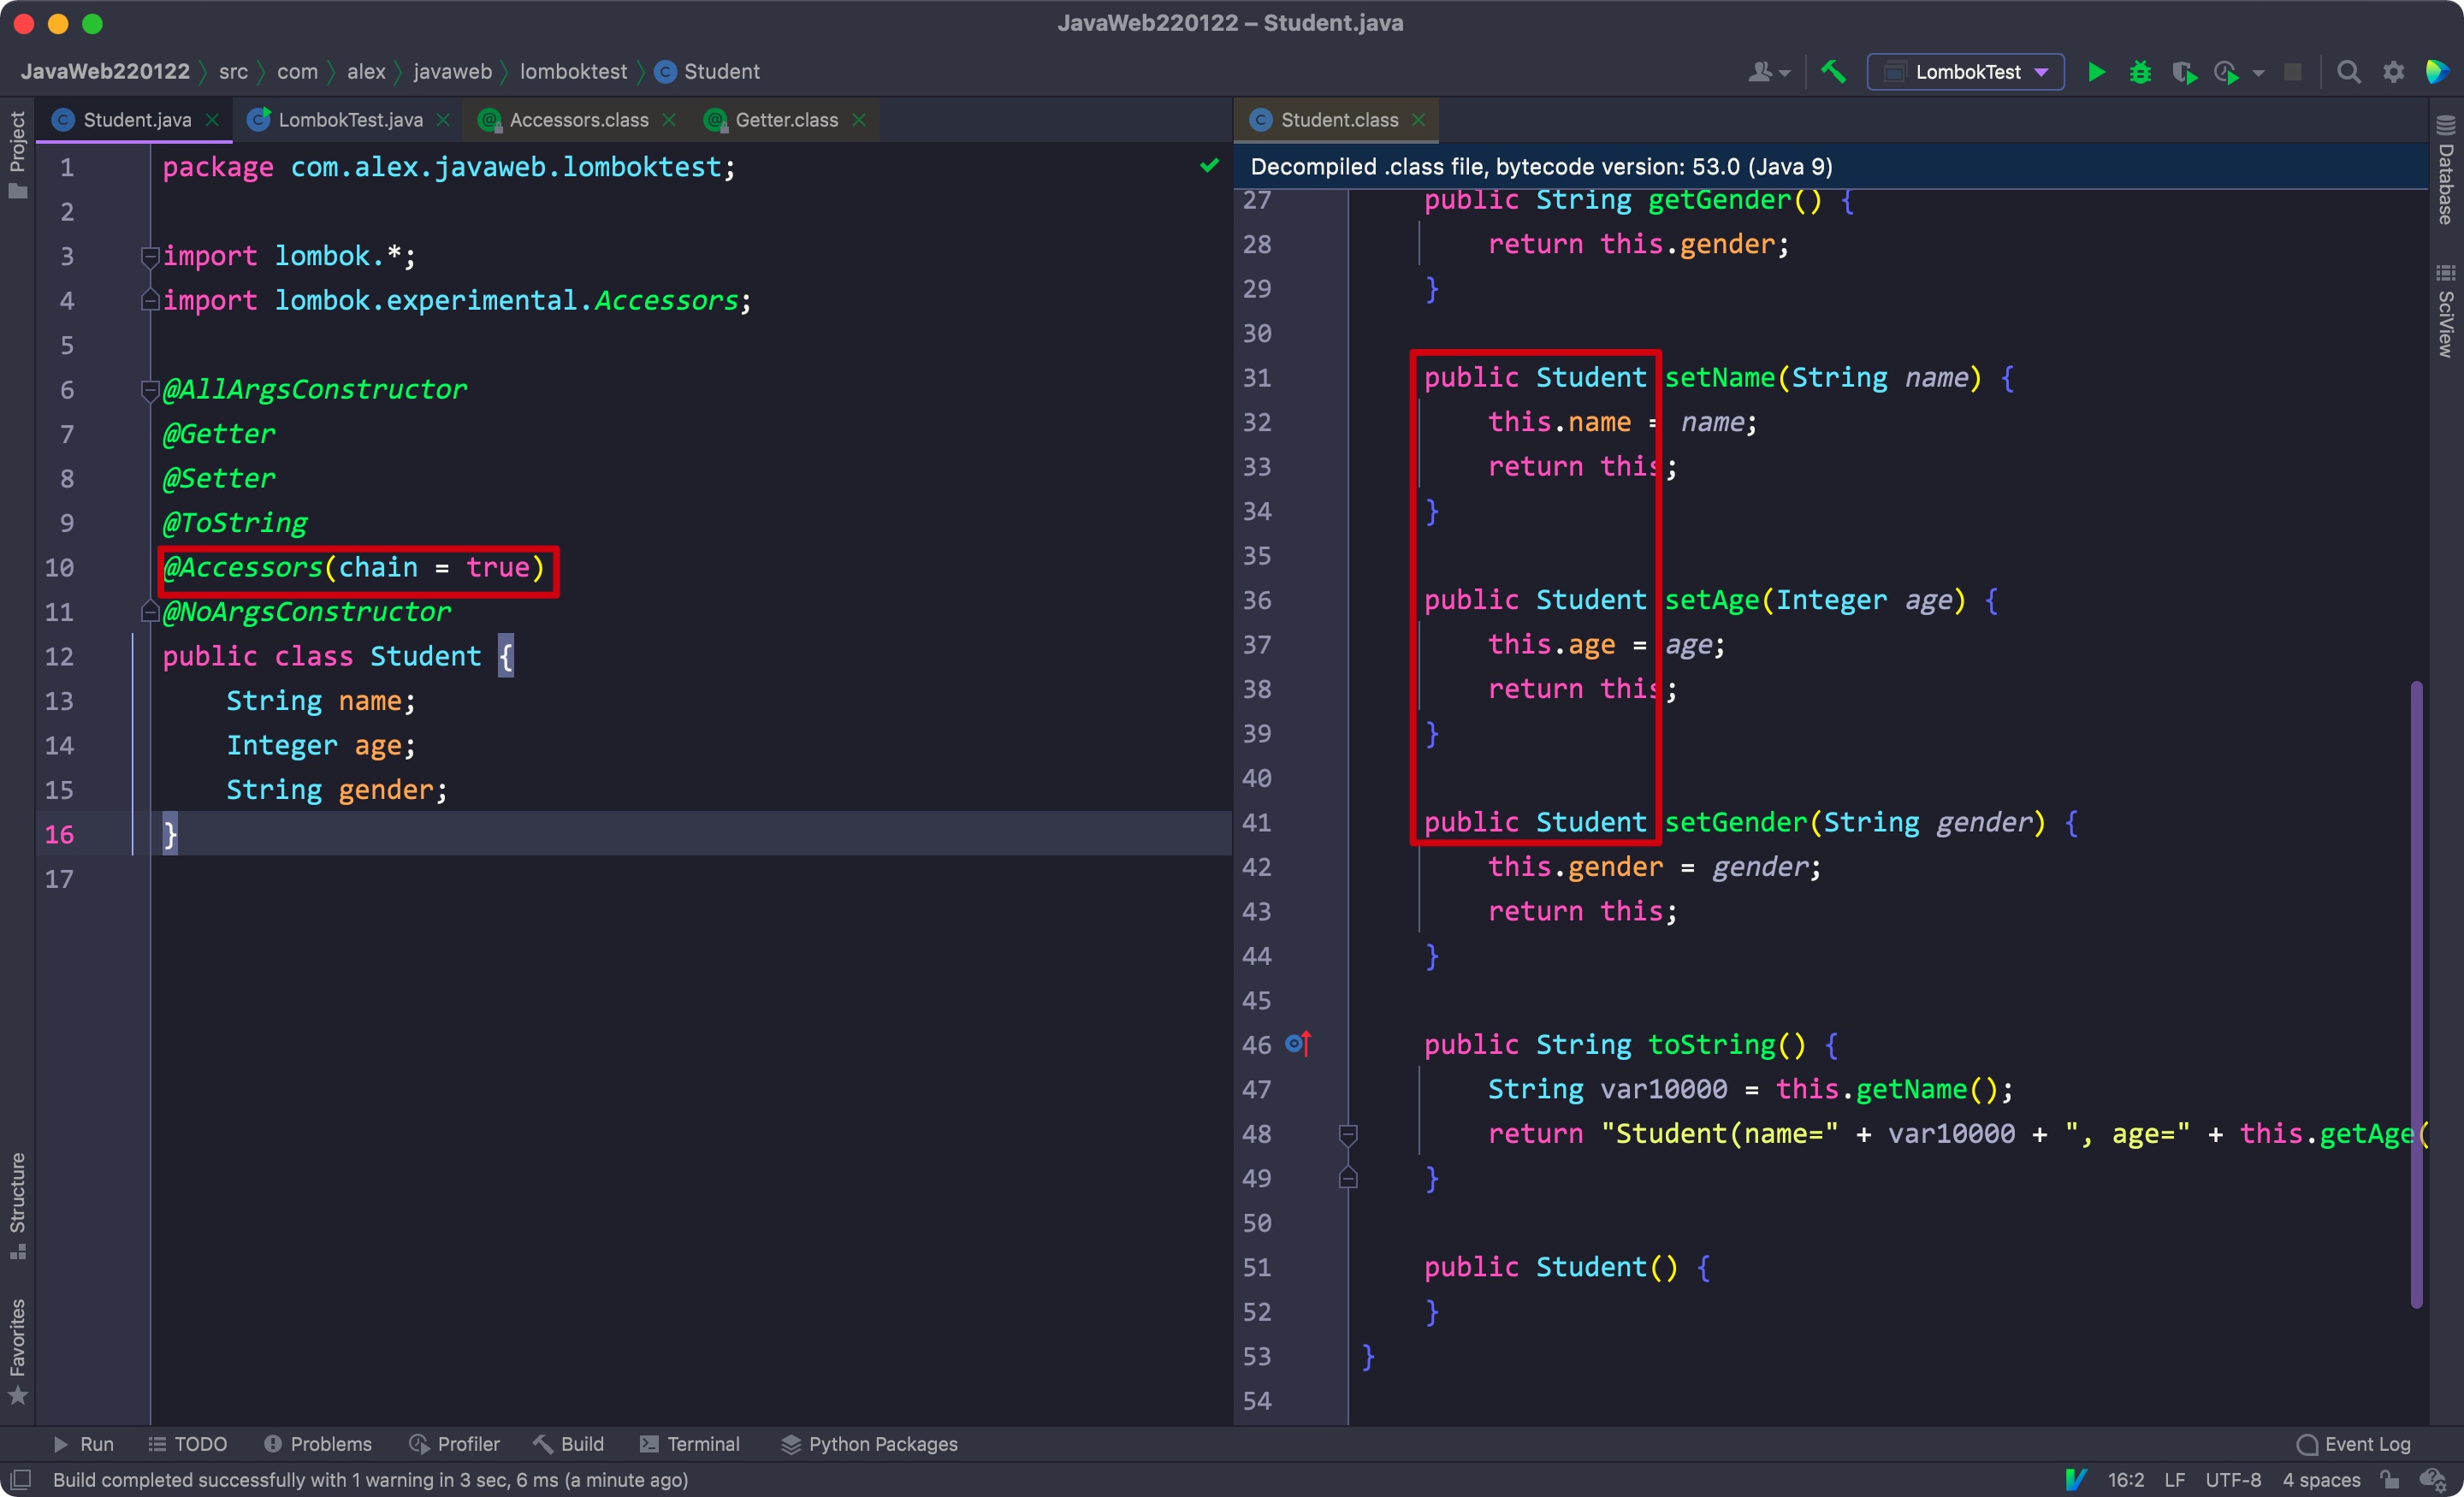 JavaWeb220122 – Student.java
JavaWeb220122 src com alex javaweb lomboktest Student
LombokTest
Project
Student.java LombokTest.java Accessors.class Getter.class
1 package com.alex.javaweb.lomboktest;
2
3 import lombok.*;
4 import lombok.experimental.Accessors;
5
6 @AllArgsConstructor
7 @Getter
8 @Setter
9 @ToString
10 @Accessors(chain = true)
11 @NoArgsConstructor
12 public class Student {
13 String name;
14 Integer age;
15 String gender;
16 }
17
Student.class
Decompiled .class file, bytecode version: 53.0 (Java 9)
27 public String getGender() {
28 return this.gender;
29 }
30
31 public Student setName(String name) {
32 this.name = name;
33 return this;
34 }
35
36 public Student setAge(Integer age) {
37 this.age = age;
38 return this;
39 }
40
41 public Student setGender(String gender) {
42 this.gender = gender;
43 return this;
44 }
45
46 public String toString() {
47 String var10000 = this.getName();
48 return "Student(name=" + var10000 + ", age=" + this.getAge(
49 }
50
51 public Student() {
52 }
53 }
54
Database
SciView
Structure
Favorites
Run TODO Problems Profiler Build Terminal Python Packages Event Log
Build completed successfully with 1 warning in 3 sec, 6 ms (a minute ago) 16:2 LF UTF-8 4 spaces